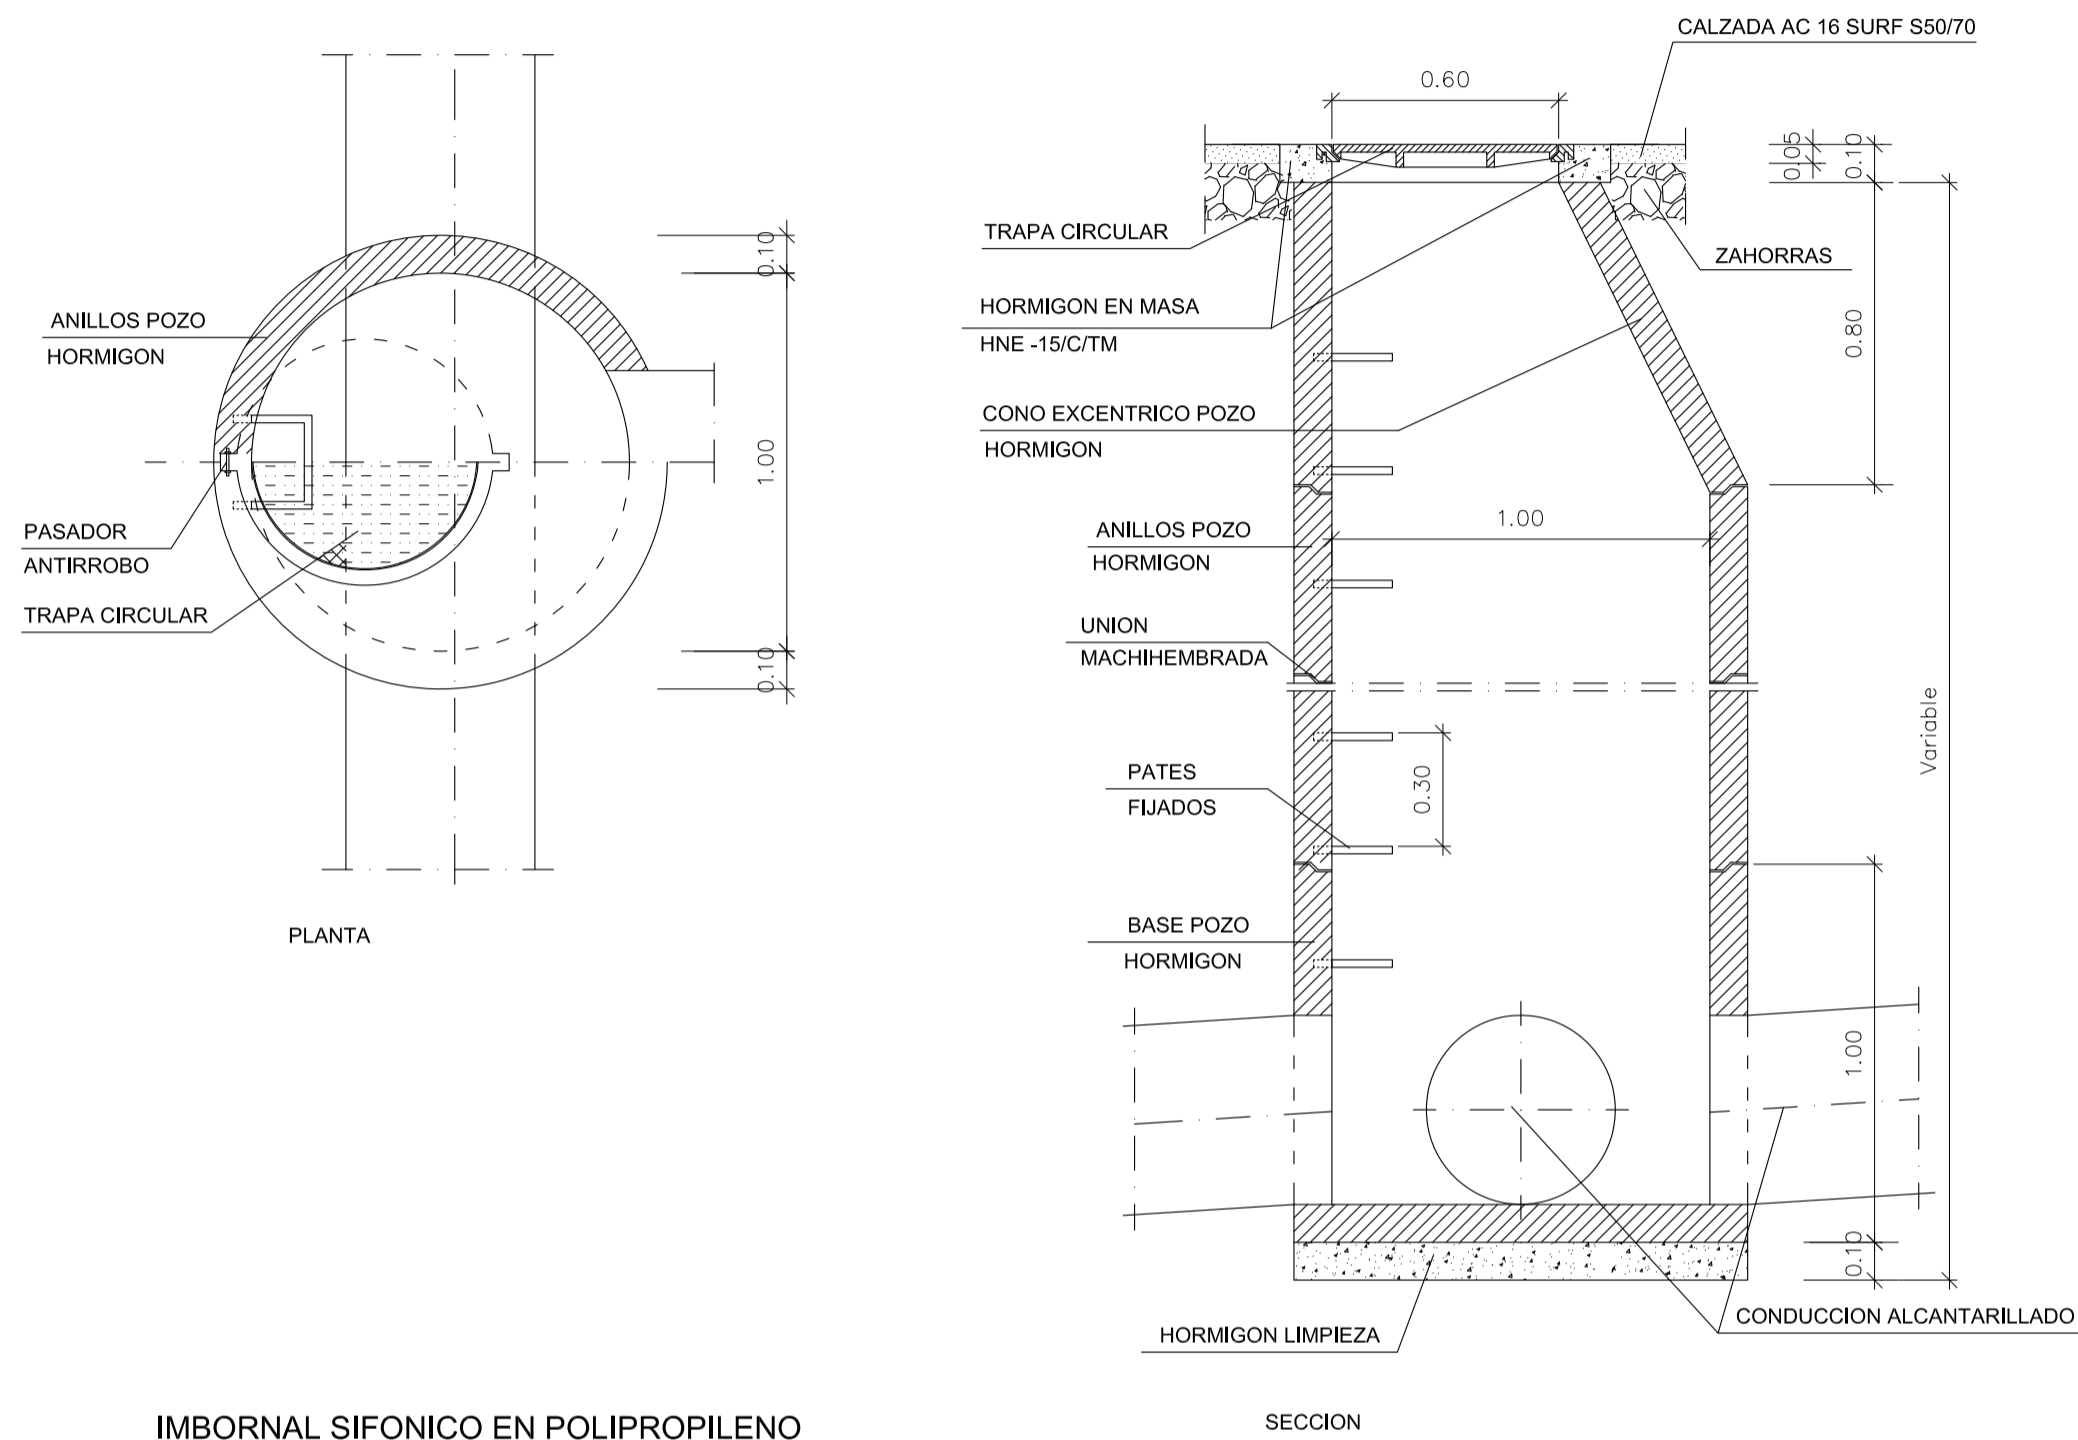 ANILLOS POZO
HORMIGON
PASADOR
ANTIRROBO
TRAPA CIRCULAR
0.10
1.00
0.10
PLANTA
IMBORNAL SIFONICO EN POLIPROPILENO
CALZADA AC 16 SURF S50/70
0.60
0.05
0.10
TRAPA CIRCULAR
ZAHORRAS
HORMIGON EN MASA
HNE -15/C/TM
0.80
CONO EXCENTRICO POZO
HORMIGON
1.00
ANILLOS POZO
HORMIGON
UNION
MACHIHEMBRADA
Variable
PATES
FIJADOS
0.30
BASE POZO
HORMIGON
1.00
0.10
CONDUCCION ALCANTARILLADO
HORMIGON LIMPIEZA
SECCION